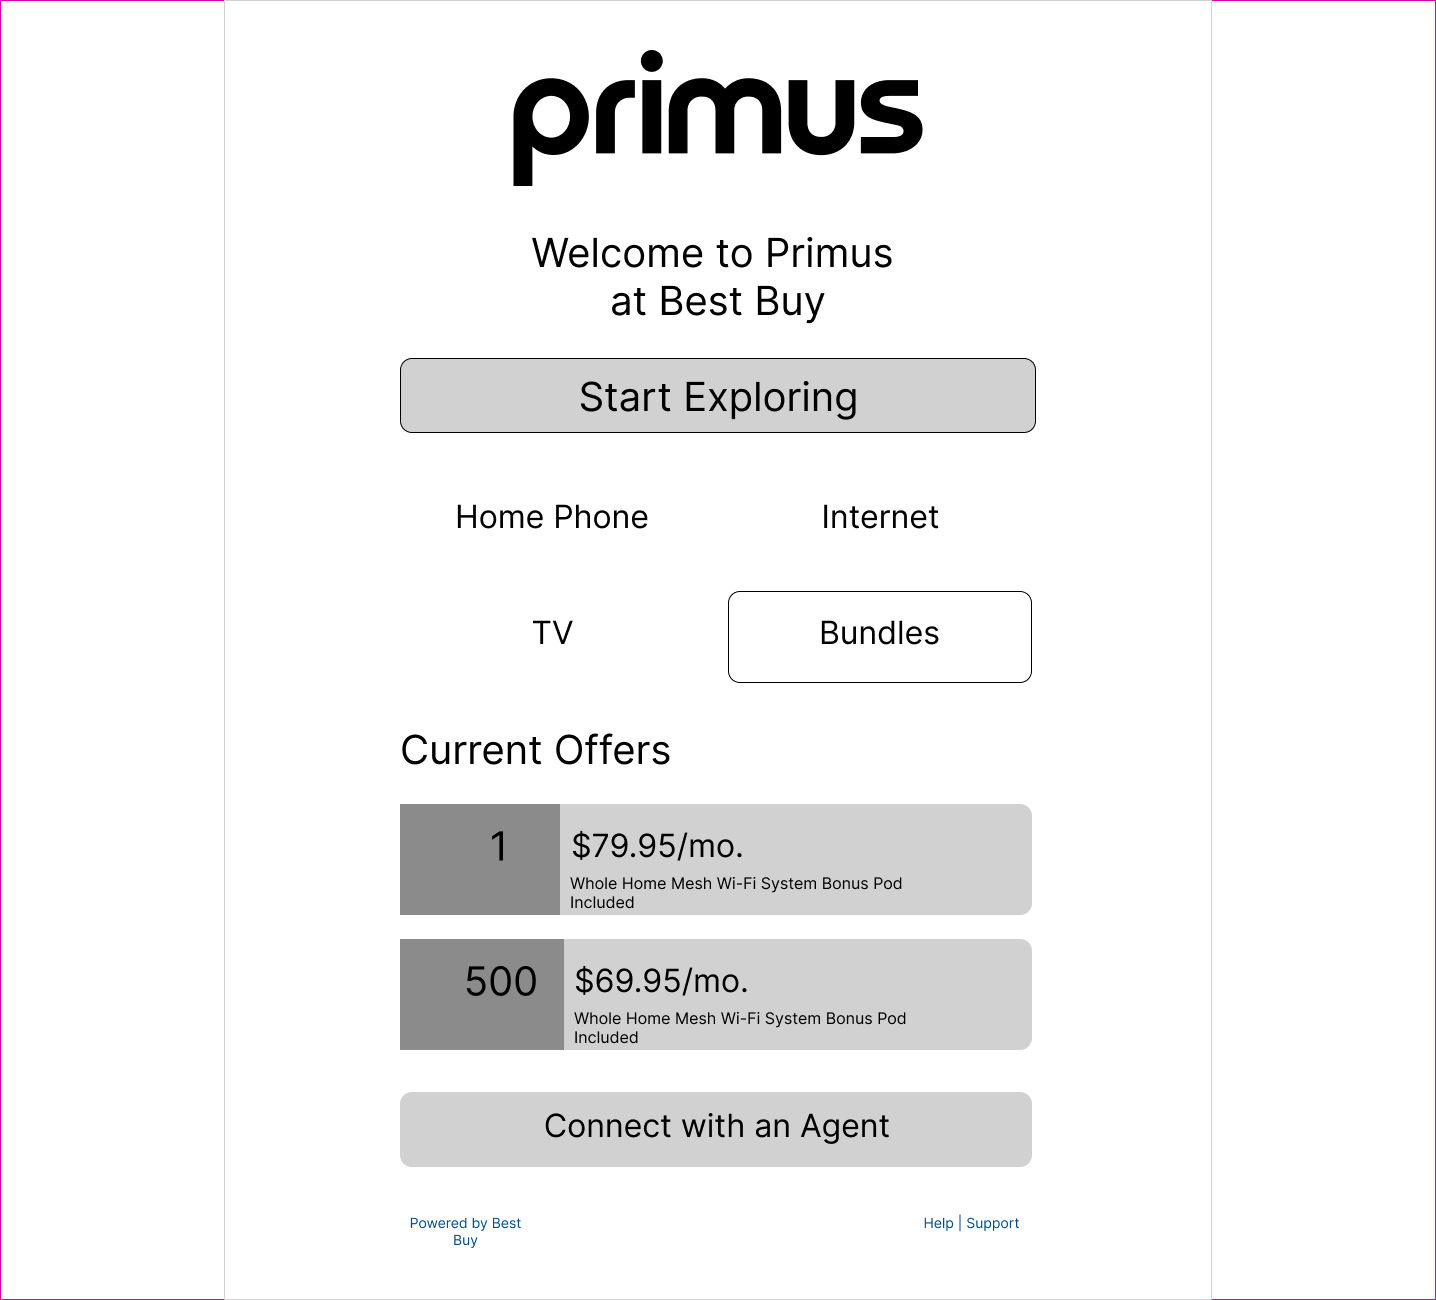 primus
Welcome to Primus
at Best Buy
Start Exploring
Home Phone
Internet
TV
Bundles
Current Offers
1
$79.95/mo.
Whole Home Mesh Wi-Fi System Bonus Pod
Included
500
$69.95/mo.
Whole Home Mesh Wi-Fi System Bonus Pod
Included
Connect with an Agent
Powered by Best
Buy
Help | Support